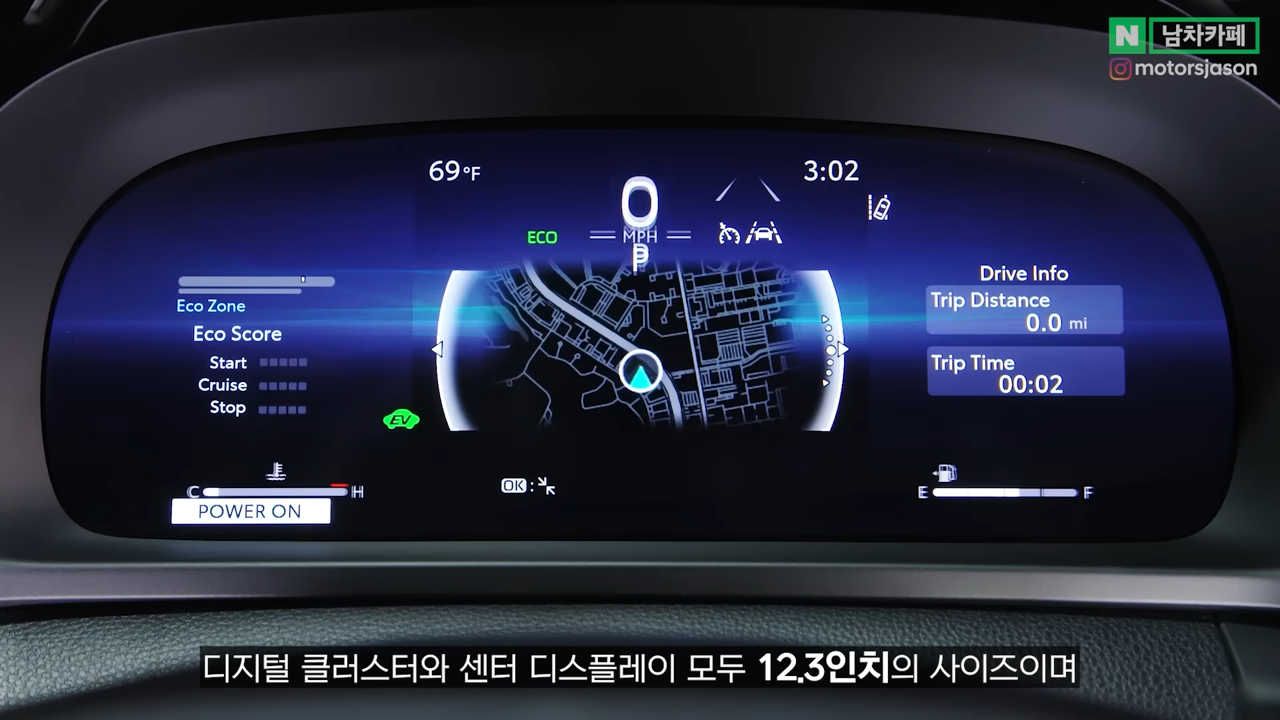 N 남차카페
motorsjason
69°F
3:02
0
MPH
P
ECO
Eco Zone
Eco Score
Start
Cruise
Stop
EV
Drive Info
Trip Distance
0.0 mi
Trip Time
00:02
C H
POWER ON
OK :
E F
디지털 클러스터와 센터 디스플레이 모두 12.3인치의 사이즈이며